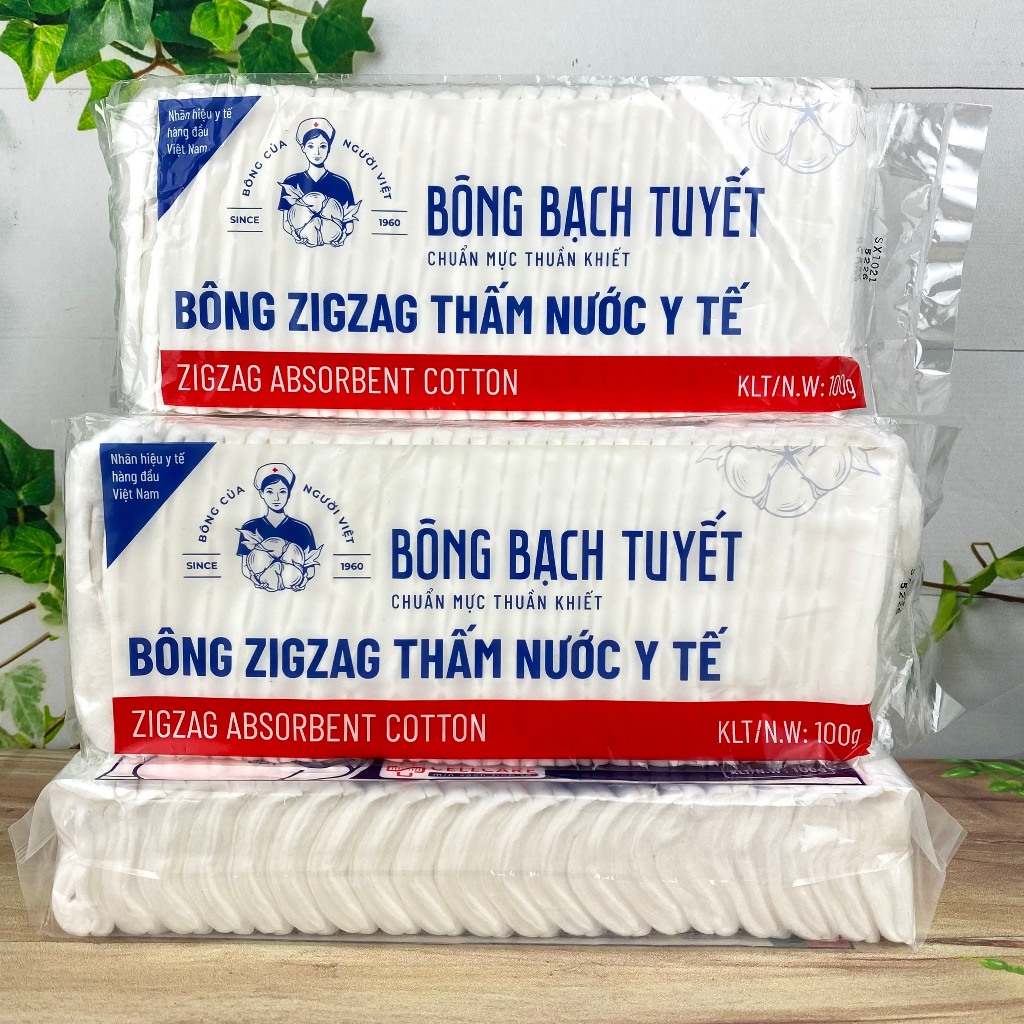 Nhãn hiệu y tế
hàng đầu
Việt Nam
BÔNG CỦA NGƯỜI VIỆT
SINCE 1960
BÔNG BẠCH TUYẾT
CHUẨN MỰC THUẦN KHIẾT
BÔNG ZIGZAG THẤM NƯỚC Y TẾ
ZIGZAG ABSORBENT COTTON KLT/N.W: 100g
SX1021
5226
Nhãn hiệu y tế
hàng đầu
Việt Nam
BÔNG CỦA NGƯỜI VIỆT
SINCE 1960
BÔNG BẠCH TUYẾT
CHUẨN MỰC THUẦN KHIẾT
BÔNG ZIGZAG THẤM NƯỚC Y TẾ
ZIGZAG ABSORBENT COTTON KLT/N.W: 100g